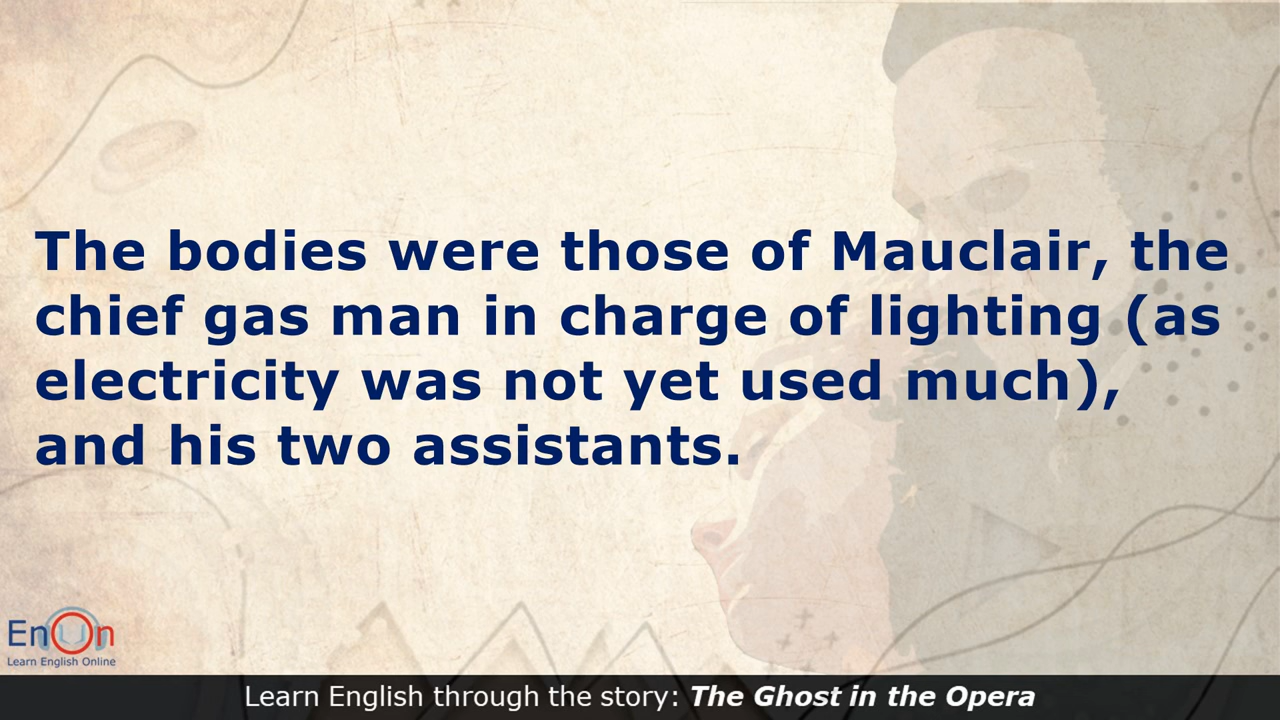 The bodies were those of Mauclair, the
chief gas man in charge of lighting (as
electricity was not yet used much),
and his two assistants.
EnOn
Learn English Online
Learn English through the story: The Ghost in the Opera